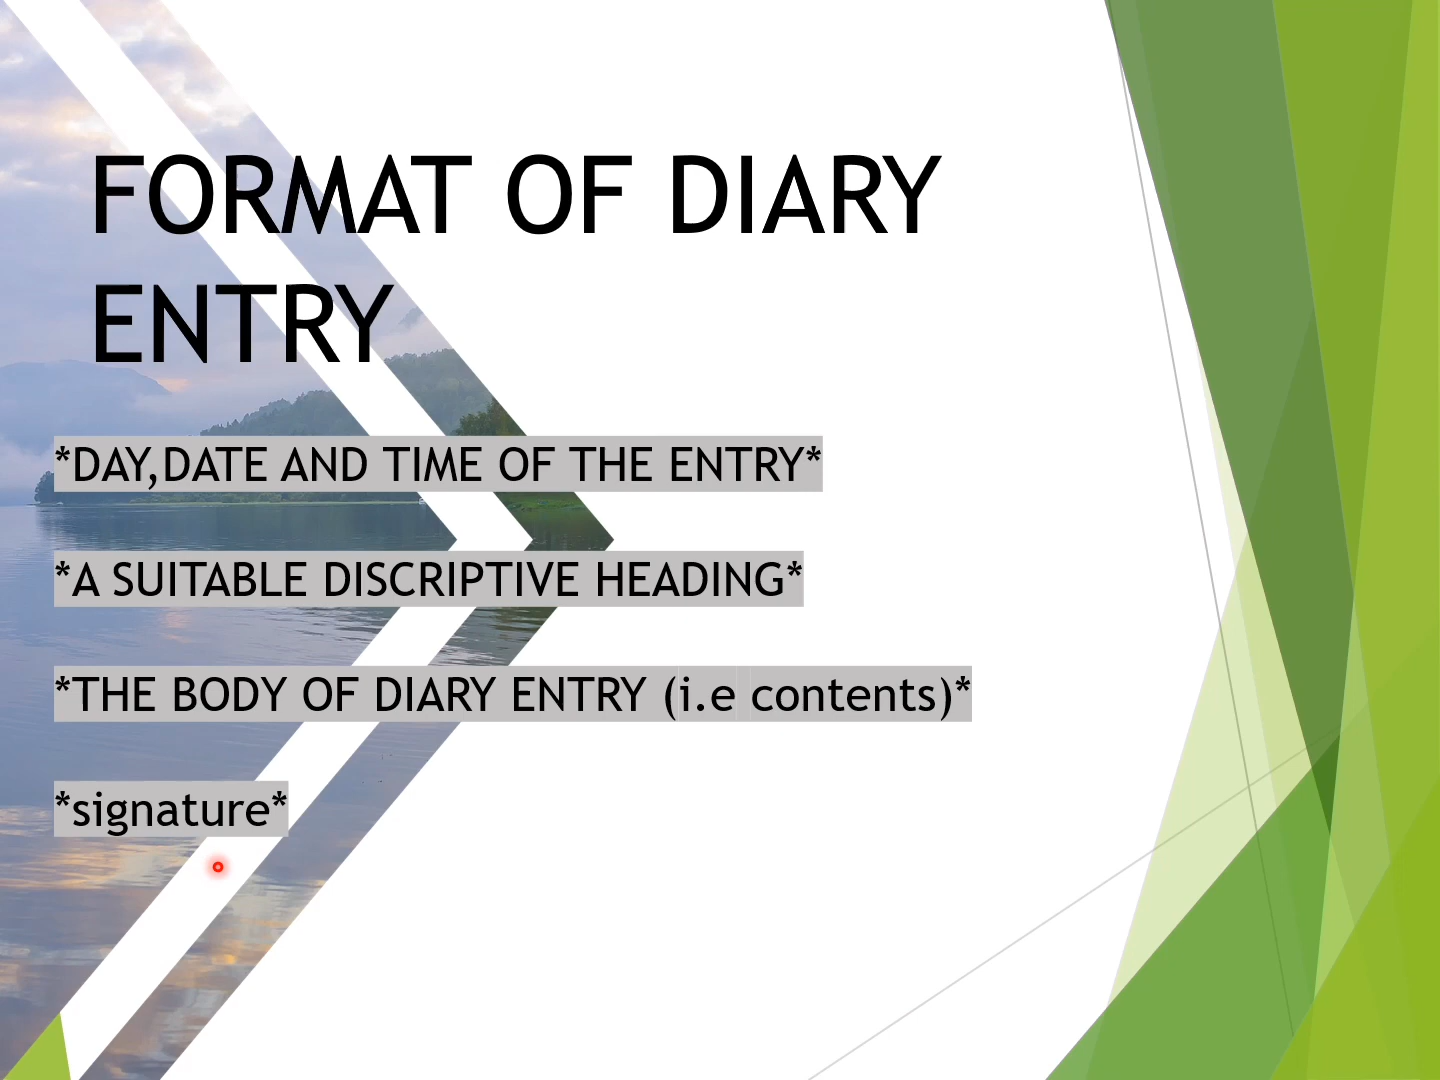 FORMAT OF DIARY
ENTRY
*DAY,DATE AND TIME OF THE ENTRY*
*A SUITABLE DISCRIPTIVE HEADING*
*THE BODY OF DIARY ENTRY (i.e contents)*
*signature*